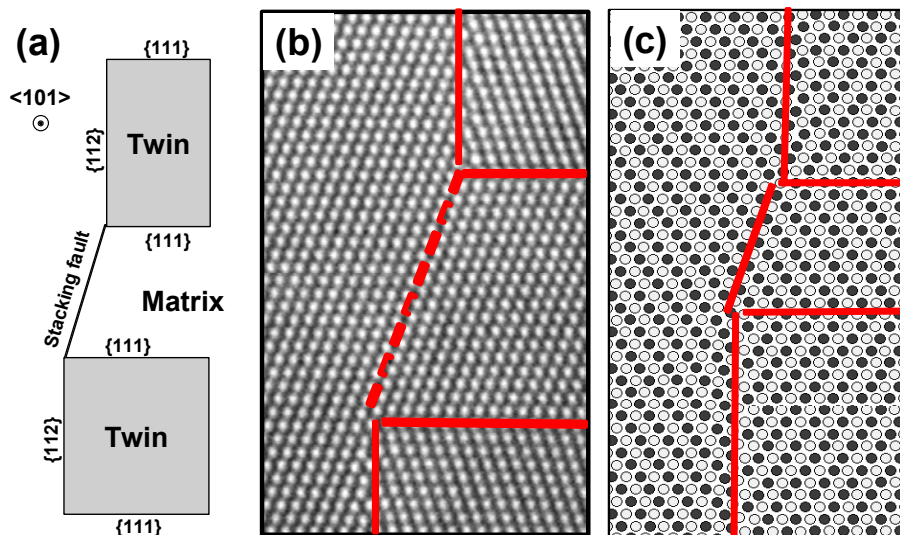 (a)
{111}
<101>
{112}
Twin
{111}
Stacking fault
Matrix
{111}
{112}
Twin
{111}
(b)
(c)